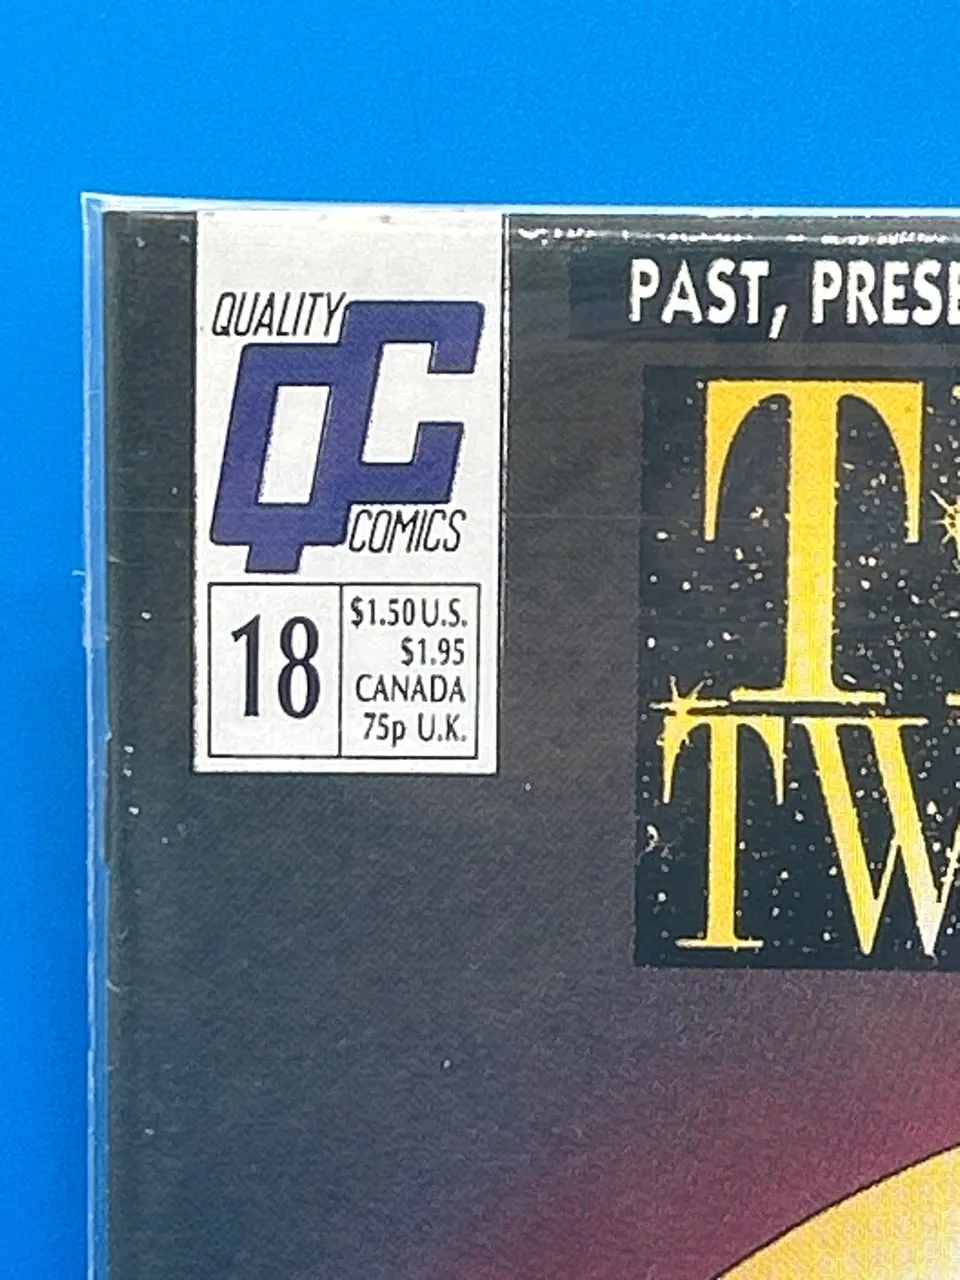 QUALITY
QC
COMICS
18
$1.50 U.S.
$1.95
CANADA
75p U.K.
PAST, PRESE
T
TW